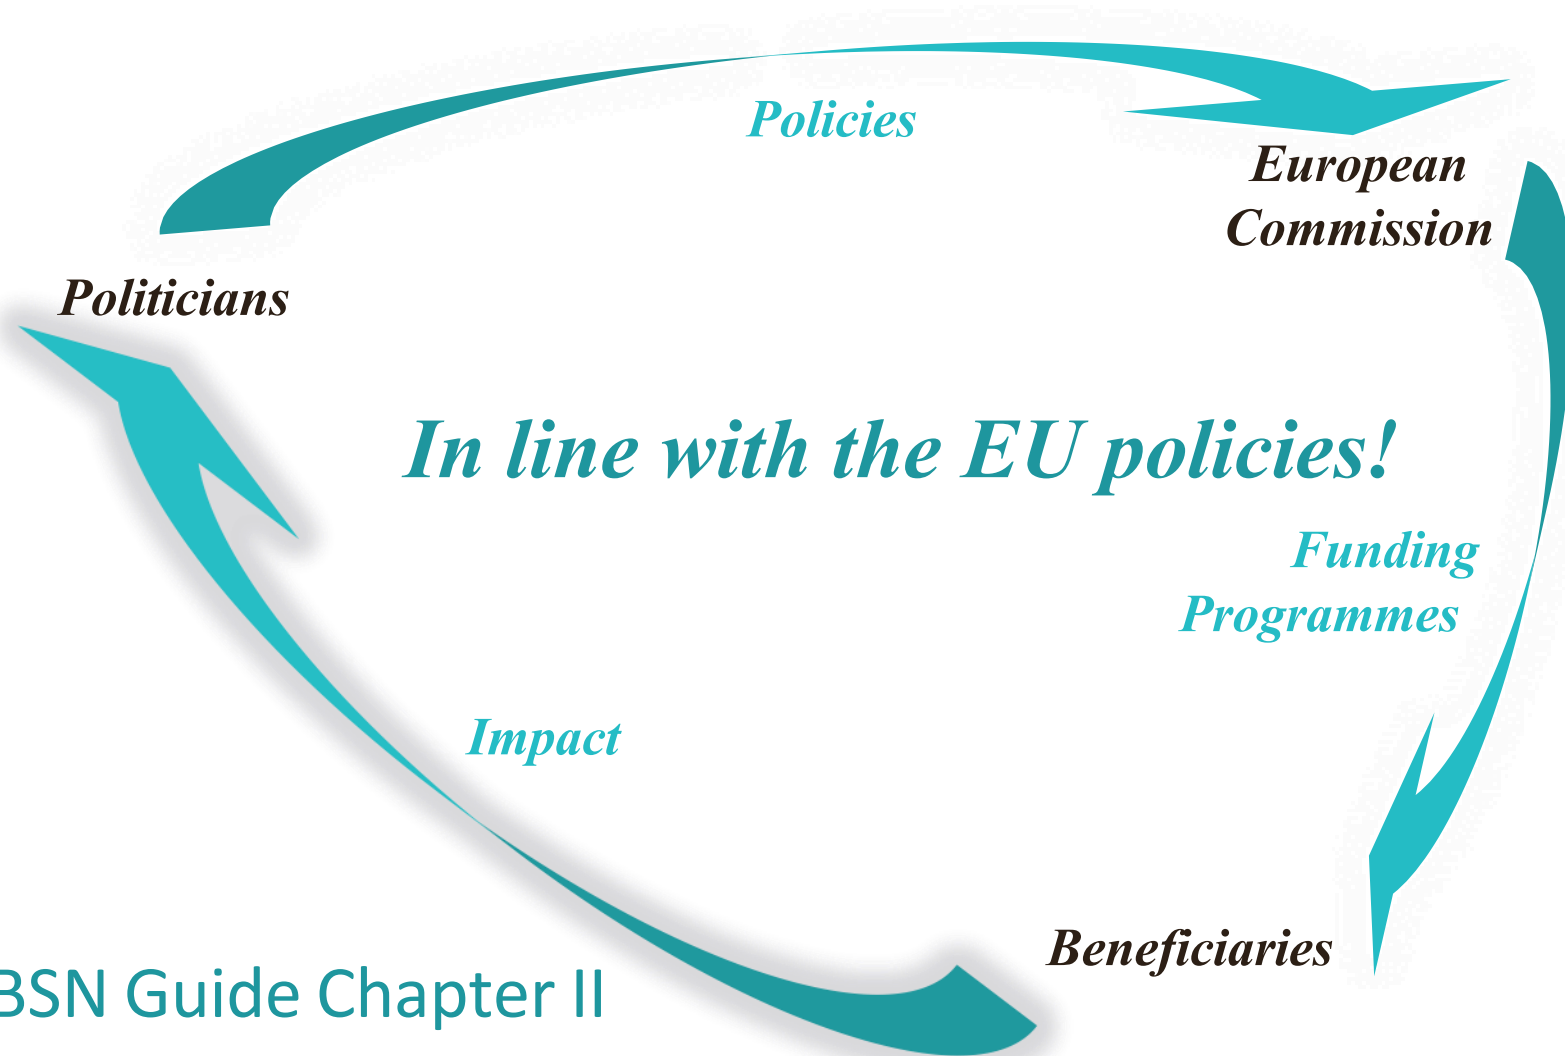 Policies
European
Commission
Politicians
In line with the EU policies!
Funding
Programmes
Impact
Beneficiaries
BSN Guide Chapter II